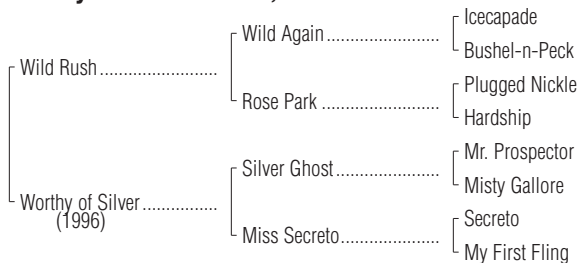 Icecapade
Wild Again
Bushel-n-Peck
Wild Rush
Plugged Nickle
Rose Park
Hardship
Mr. Prospector
Silver Ghost
Misty Gallore
Worthy of Silver
(1996)
Secreto
Miss Secreto
My First Fling